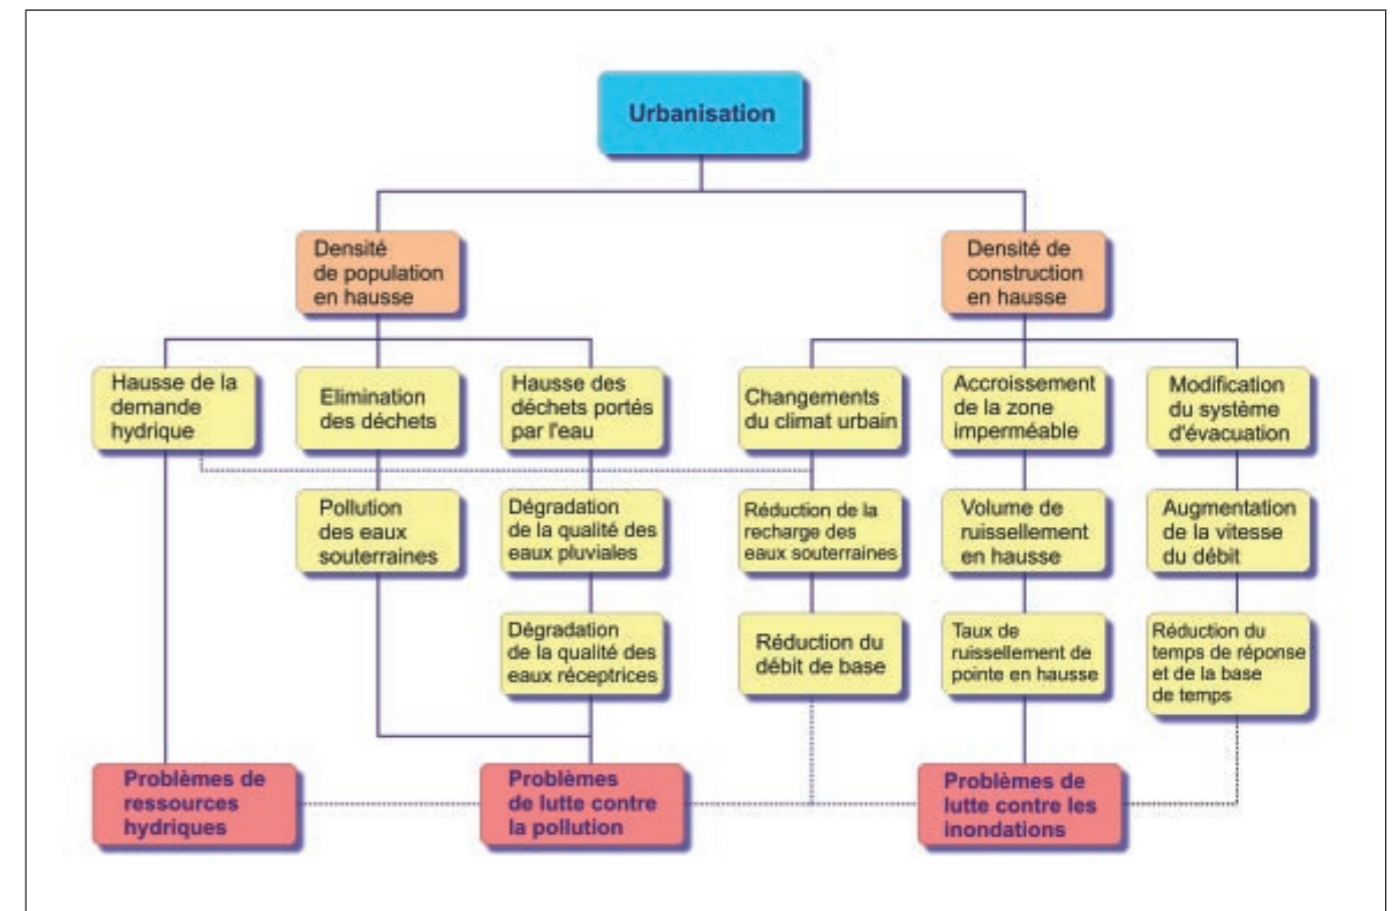 Urbanisation
Densité
de population
en hausse
Densité de
construction
en hausse
Hausse de la
demande
hydrique
Elimination
des déchets
Hausse des
déchets portés
par l'eau
Changements
du climat urbain
Accroissement
de la zone
imperméable
Modification
du système
d'évacuation
Pollution
des eaux
souterraines
Dégradation
de la qualité des
eaux pluviales
Réduction de la
recharge des
eaux souterraines
Volume de
ruissellement
en hausse
Augmentation
de la vitesse
du débit
Dégradation
de la qualité des
eaux réceptrices
Réduction du
débit de base
Taux de
ruissellement de
pointe en hausse
Réduction du
temps de réponse
et de la base
de temps
Problèmes de
ressources
hydriques
Problèmes
de lutte contre
la pollution
Problèmes de
lutte contre les
inondations